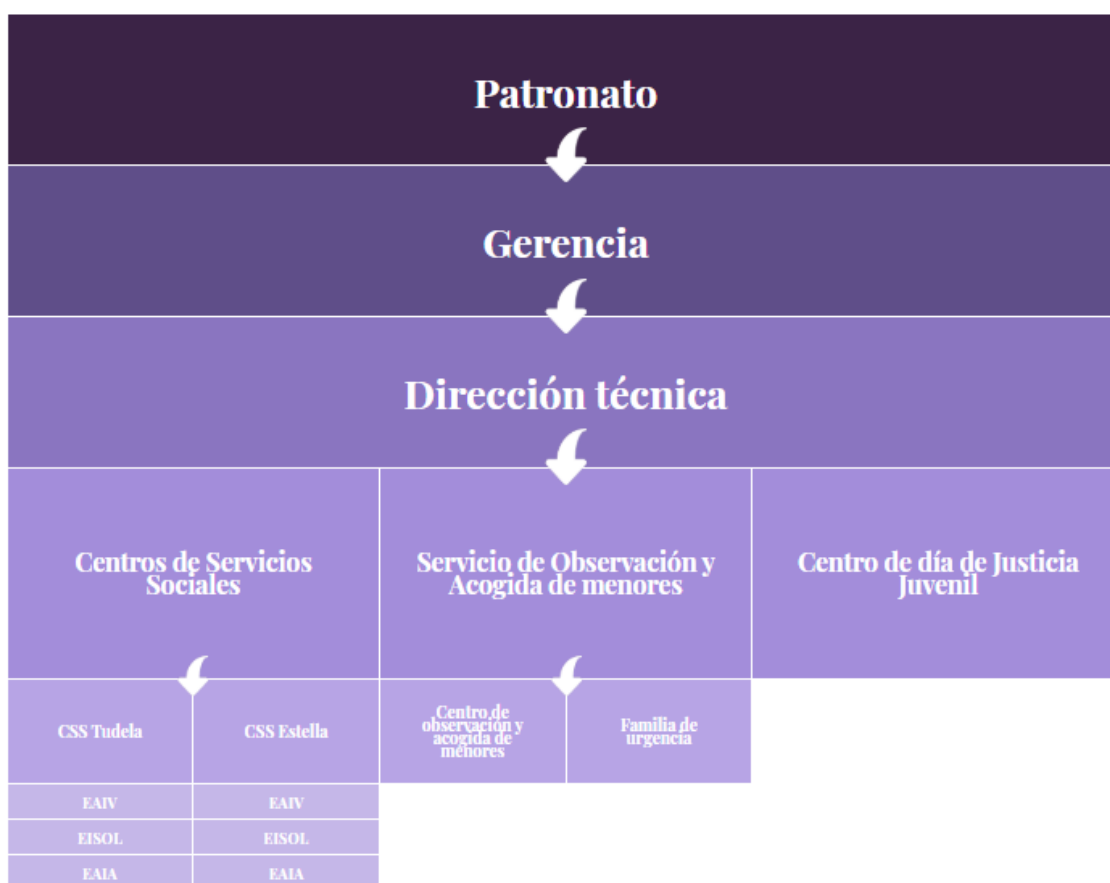 Patronato
Gerencia
Dirección técnica
Centros de Servicios
Sociales
Servicio de Observación y
Acogida de menores
Centro de día de Justicia
Juvenil
CSS Tudela
CSS Estella
Centro de
observación y
acogida de
menores
Familia de
urgencia
EAIV
EAIV
EISOL
EISOL
EAIA
EAIA